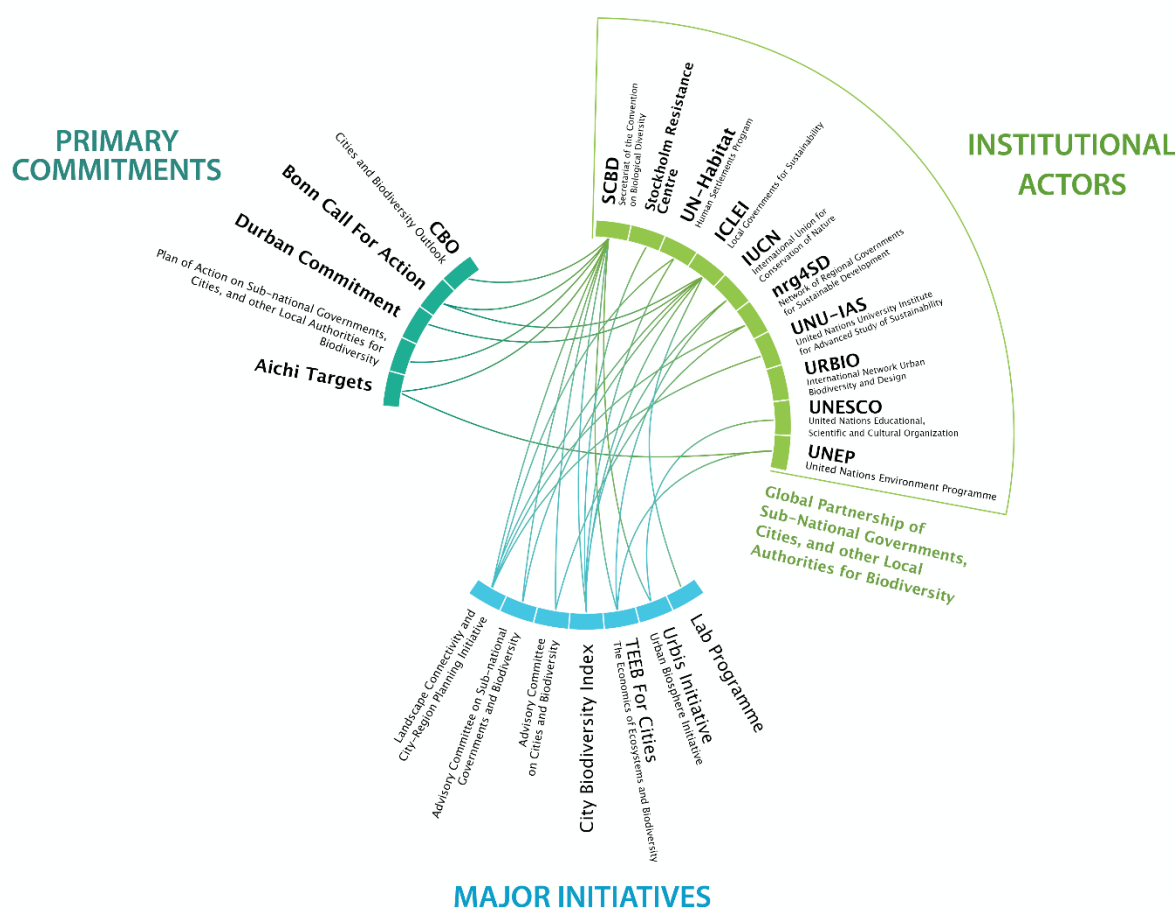 PRIMARY
COMMITMENTS
CBO
Cities and Biodiversity Outlook
Bonn Call For Action
Durban Commitment
Plan of Action on Sub-national Governments,
Cities, and other Local Authorities for
Biodiversity
Aichi Targets
INSTITUTIONAL
ACTORS
SCBD
Secretariat of the Convention
on Biological Diversity
Stockholm Resistance
Centre
UN-Habitat
Human Settlements Program
ICLEI
Local Governments for Sustainability
IUCN
International Union for
Conservation of Nature
nrg4SD
Network of Regional Governments
for Sustainable Development
UNU-IAS
United Nations University Institute
for Advanced Study of Sustainability
URBIO
International Network Urban
Biodiversity and Design
UNESCO
United Nations Educational,
Scientific and Cultural Organization
UNEP
United Nations Environment Programme
Global Partnership of
Sub-National Governments,
Cities, and other Local
Authorities for Biodiversity
Landscape Connectivity and
City-Region Planning Initiative
Advisory Committee on Sub-national
Governments and Biodiversity
Advisory Committee
on Cities and Biodiversity
City Biodiversity Index
TEEB For Cities
The Economics of Ecosystems and Biodiversity
Urbis Initiative
Urban Biosphere Initiative
Lab Programme
MAJOR INITIATIVES